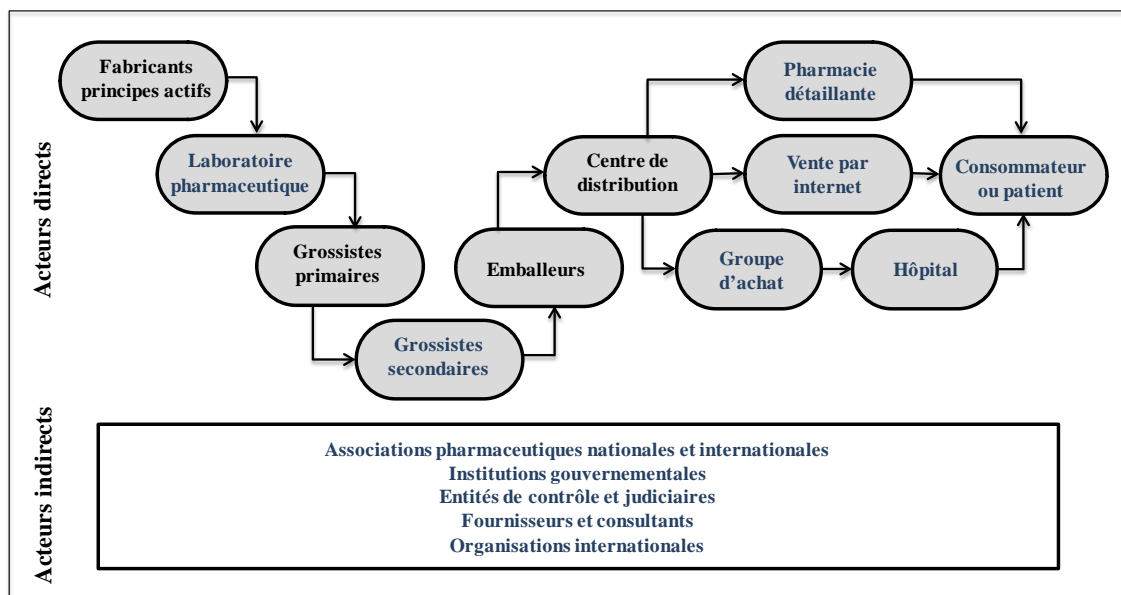 Acteurs directs
Fabricants
principes actifs
Laboratoire
pharmaceutique
Grossistes
primaires
Grossistes
secondaires
Emballeurs
Centre de
distribution
Pharmacie
détaillante
Vente par
internet
Groupe
d’achat
Hôpital
Consommateur
ou patient
Acteurs indirects
Associations pharmaceutiques nationales et internationales
Institutions gouvernementales
Entités de contrôle et judiciaires
Fournisseurs et consultants
Organisations internationales